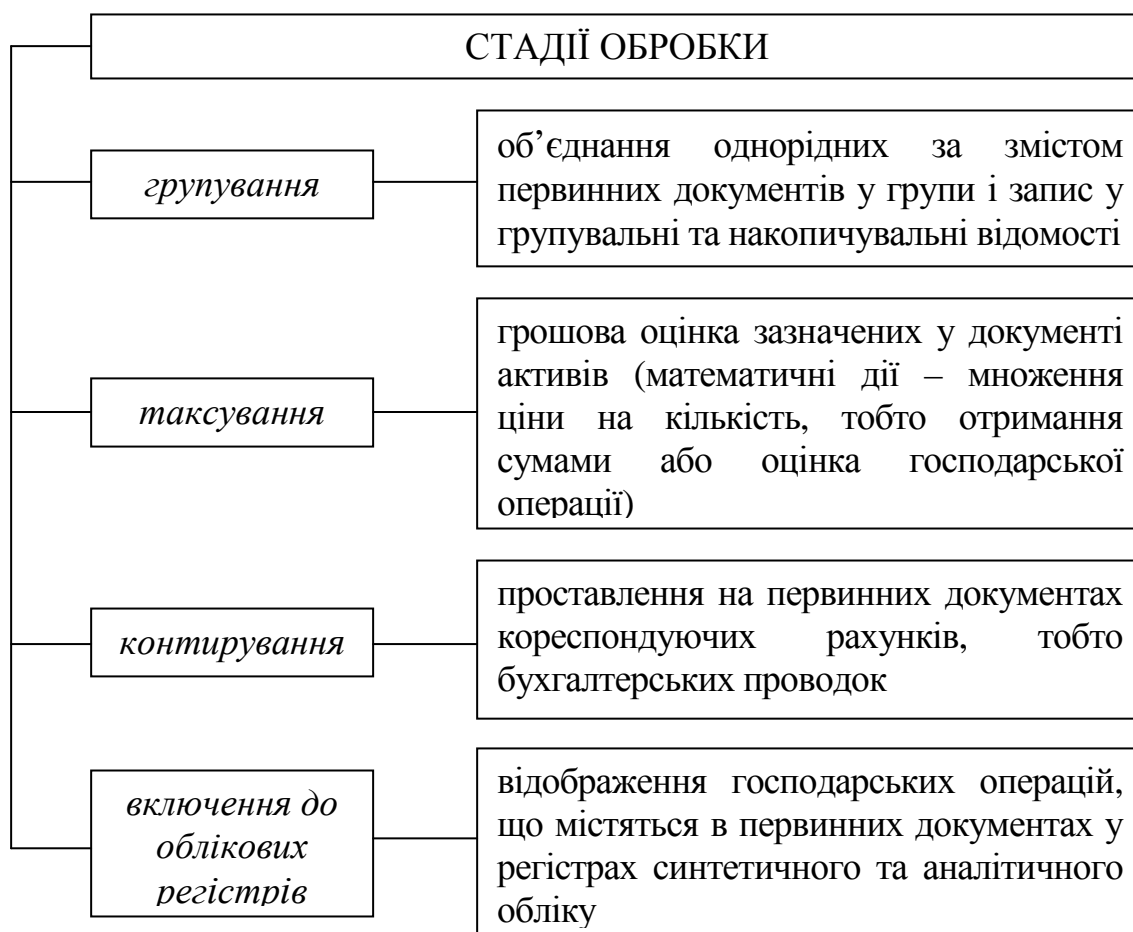 СТАДІЇ ОБРОБКИ
групування
об’єднання однорідних за змістом
первинних документів у групи і запис у
групувальні та накопичувальні відомості
таксування
грошова оцінка зазначених у документі
активів (математичні дії – множення
ціни на кількість, тобто отримання
сумами або оцінка господарської
операції)
контирування
проставлення на первинних документах
кореспондуючих рахунків, тобто
бухгалтерських проводок
включення до
облікових
регістрів
відображення господарських операцій,
що містяться в первинних документах у
регістрах синтетичного та аналітичного
обліку